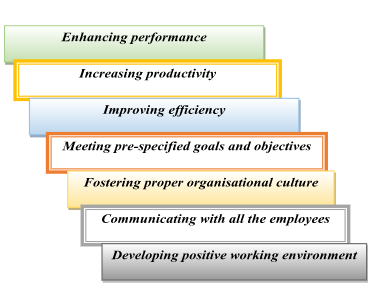 Enhancing performance
Increasing productivity
Improving efficiency
Meeting pre-specified goals and objectives
Fostering proper organisational culture
Communicating with all the employees
Developing positive working environment